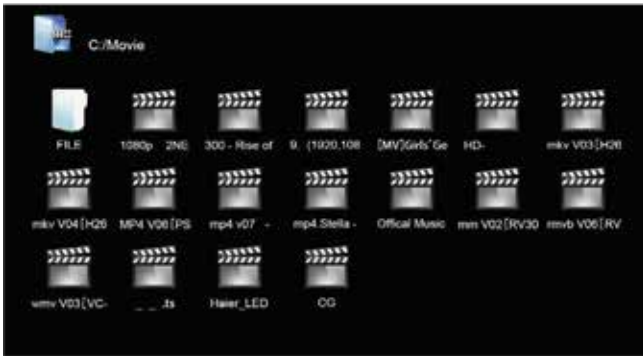 C:/Movie
FILE 1080p 2NE 300 - Rise of 9. (1920.108 [MV]Girls' Ge HD- mkv V03[H26
mkv V04[H26 MP4 V06[PS mp4 v07 - mp4.Stella - Offical Music mm V02[RV30 rmvb V06[RV
wmv V03[VC- _ _ .ts Haier_LED CG